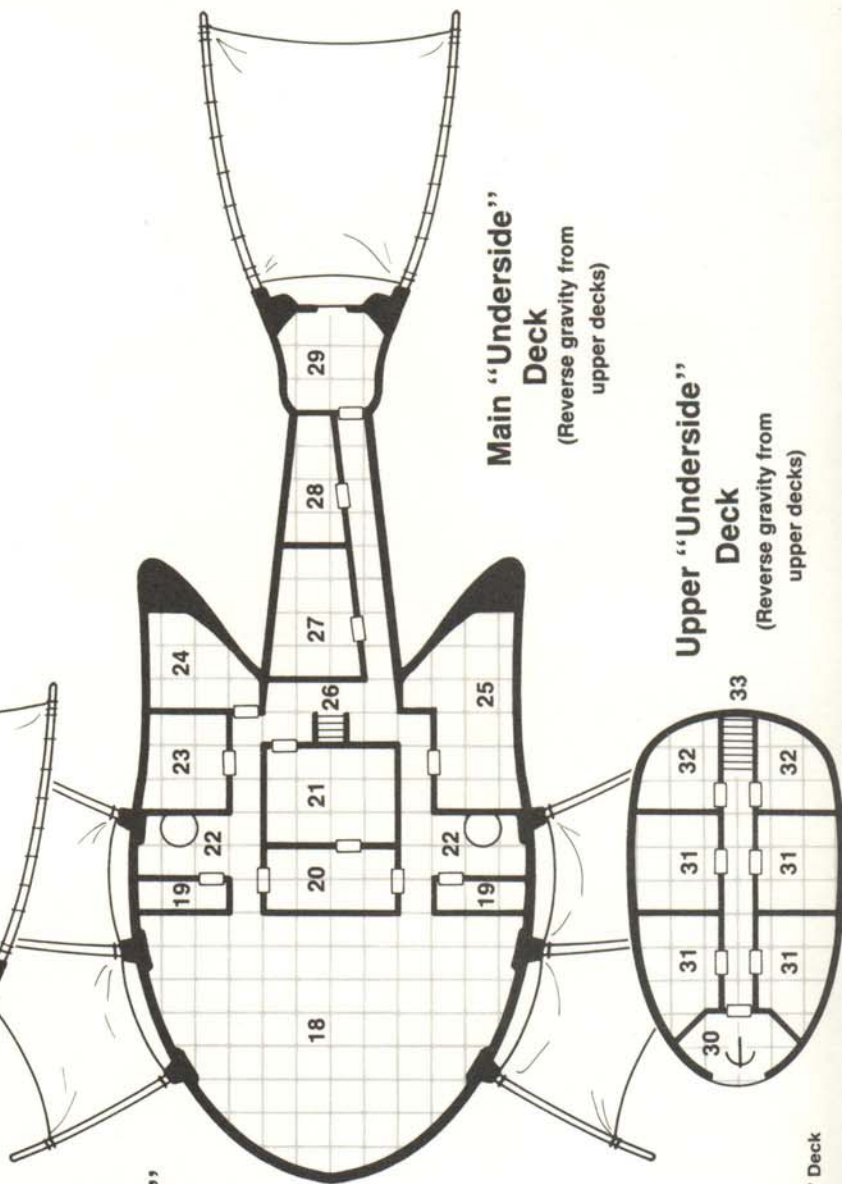 ”
’ Deck
18
19
19
20
22
22
21
23
24
25
26
27
28
29
Main “Underside”
Deck
(Reverse gravity from
upper decks)
30
31
31
31
31
32
32
33
Upper “Underside”
Deck
(Reverse gravity from
upper decks)